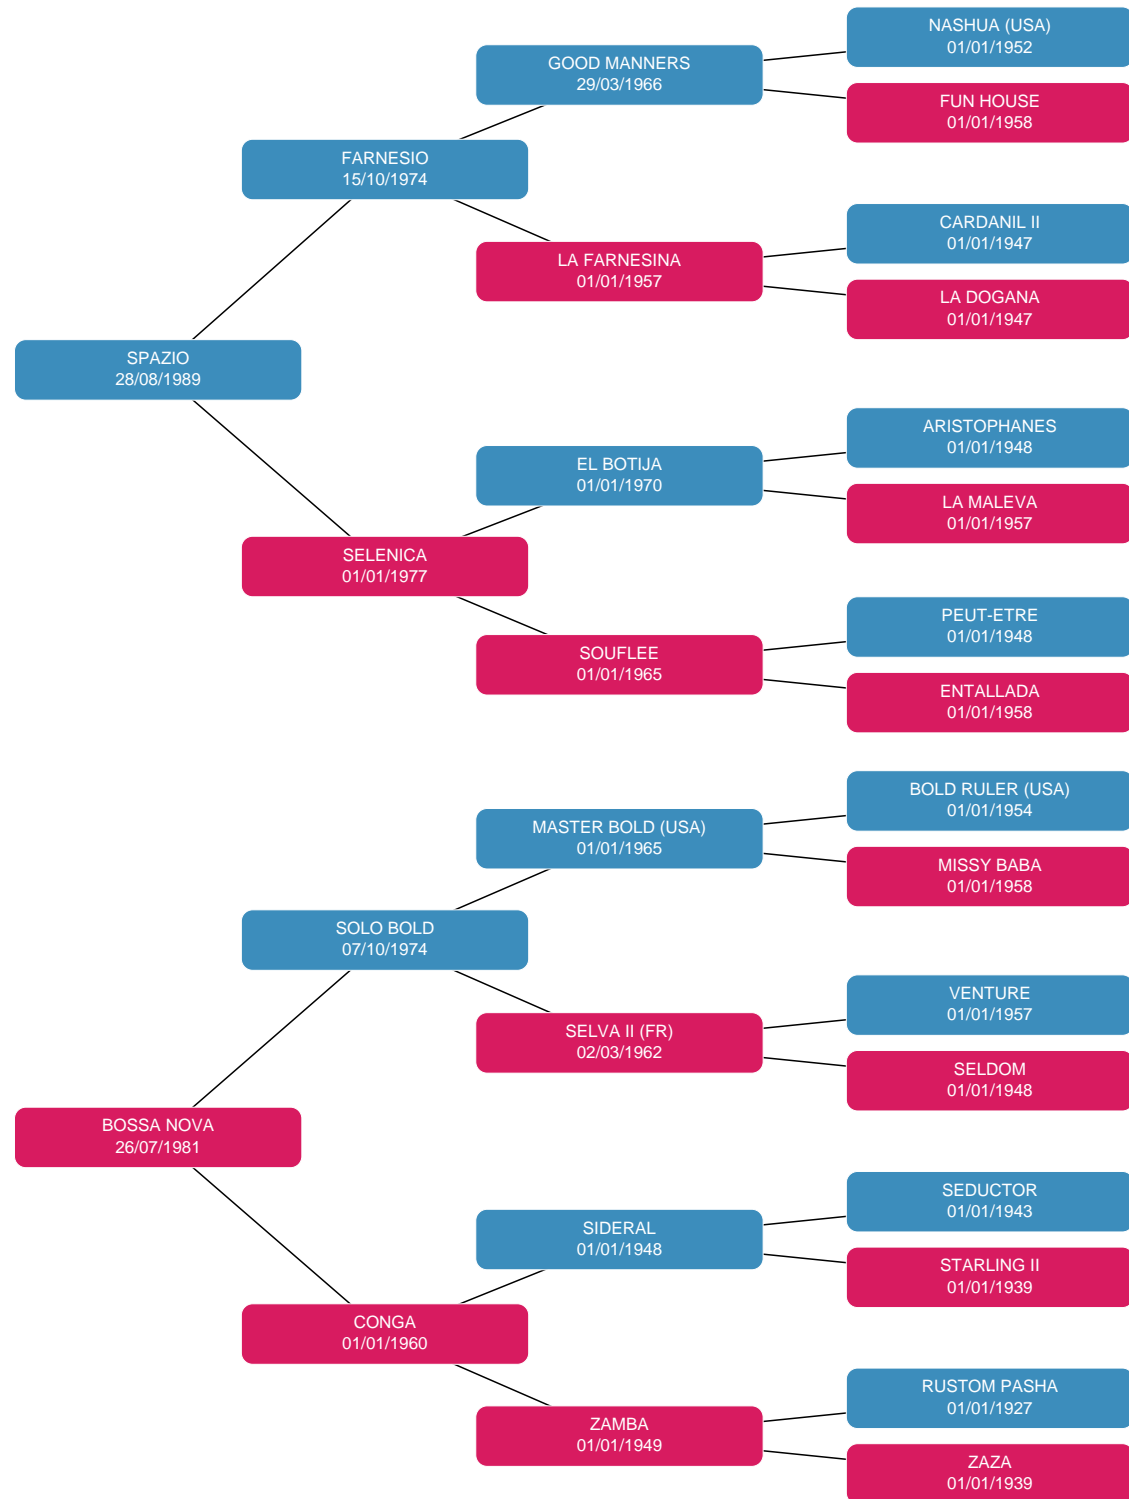 NASHUA (USA)
01/01/1952
GOOD MANNERS
29/03/1966
FUN HOUSE
01/01/1958
FARNESIO
15/10/1974
CARDANIL II
01/01/1947
LA FARNESINA
01/01/1957
LA DOGANA
01/01/1947
SPAZIO
28/08/1989
ARISTOPHANES
01/01/1948
EL BOTIJA
01/01/1970
LA MALEVA
01/01/1957
SELENICA
01/01/1977
PEUT-ETRE
01/01/1948
SOUFLEE
01/01/1965
ENTALLADA
01/01/1958
BOLD RULER (USA)
01/01/1954
MASTER BOLD (USA)
01/01/1965
MISSY BABA
01/01/1958
SOLO BOLD
07/10/1974
VENTURE
01/01/1957
SELVA II (FR)
02/03/1962
SELDOM
01/01/1948
BOSSA NOVA
26/07/1981
SEDUCTOR
01/01/1943
SIDERAL
01/01/1948
STARLING II
01/01/1939
CONGA
01/01/1960
RUSTOM PASHA
01/01/1927
ZAMBA
01/01/1949
ZAZA
01/01/1939